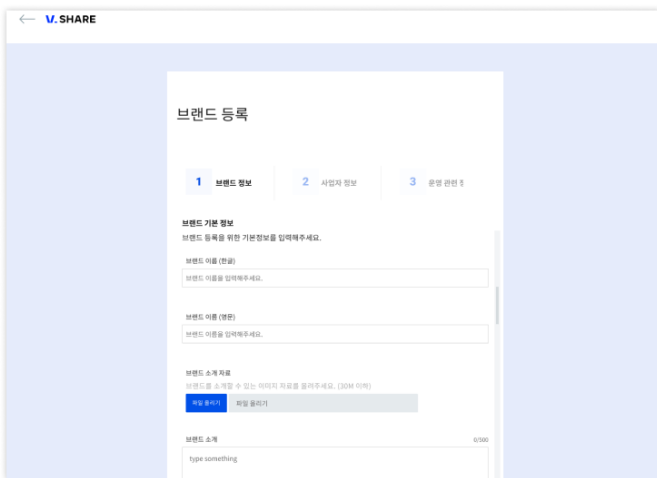 V.SHARE
브랜드 등록
1 브랜드 정보 2 사업자 정보 3 운영 관련
브랜드 기본 정보
브랜드 등록을 위한 기본정보를 입력해주세요.
브랜드 이름 (한글)
브랜드 이름을 입력해주세요.
브랜드 이름 (영문)
브랜드 이름을 입력해주세요.
브랜드 소개 자료
브랜드를 소개할 수 있는 이미지 자료를 올려주세요. (30M 이하)
파일 올리기 파일 올리기
브랜드 소개 0/500
type something